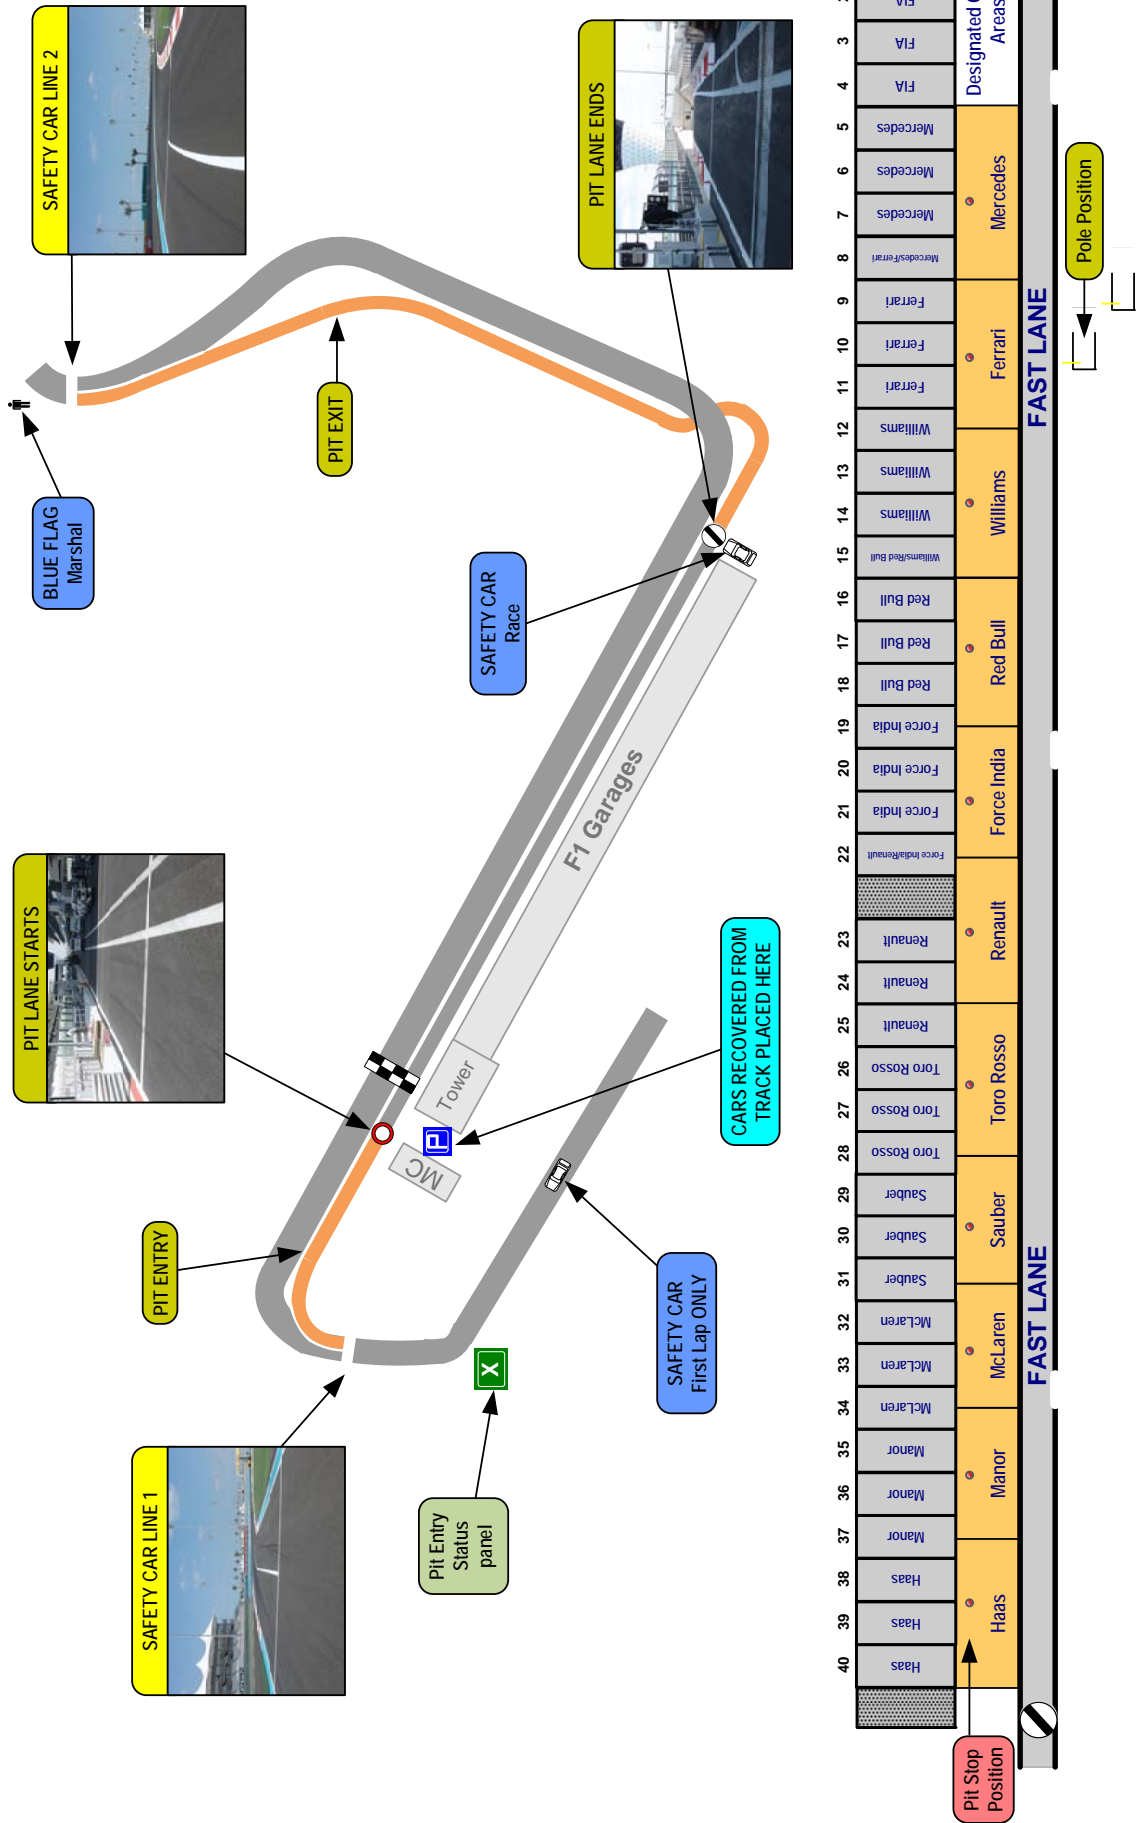 SAFETY CAR LINE 2
BLUE FLAG
Marshal
PIT EXIT
PIT LANE ENDS
SAFETY CAR
Race
PIT LANE STARTS
F1 Garages
Tower
MC
P
CARS RECOVERED FROM
TRACK PLACED HERE
PIT ENTRY
SAFETY CAR
First Lap ONLY
X
SAFETY CAR LINE 1
Pit Entry
Status
panel
40
39
38
37
36
35
34
33
32
31
30
29
28
27
26
25
24
23
22
21
20
19
18
17
16
15
14
13
12
11
10
9
8
7
6
5
4
3
Haas
Haas
Haas
Manor
Manor
Manor
McLaren
McLaren
McLaren
Sauber
Sauber
Sauber
Toro Rosso
Toro Rosso
Toro Rosso
Renault
Renault
Renault
Force India/Renault
Force India
Force India
Force India
Red Bull
Red Bull
Red Bull
Williams/Red Bull
Williams
Williams
Williams
Ferrari
Ferrari
Ferrari
Mercedes/Ferrari
Mercedes
Mercedes
Mercedes
FIA
FIA
FIA
Haas
Manor
McLaren
Sauber
Toro Rosso
Renault
Force India
Red Bull
Williams
Ferrari
Mercedes
Designated
Areas
FAST LANE
FAST LANE
Pit Stop
Position
Pole Position